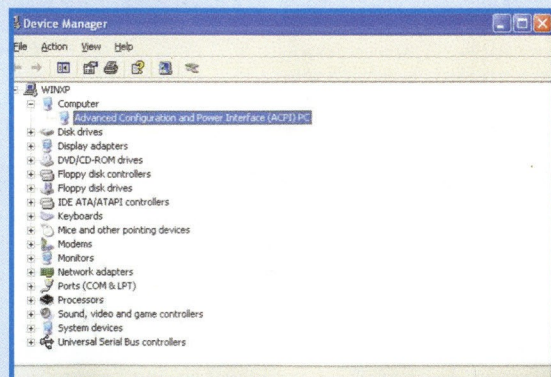 Device Manager
File Action View Help
WINXP
Computer
Advanced Configuration and Power Interface (ACPI) PC
Disk drives
Display adapters
DVD/CD-ROM drives
Floppy disk controllers
Floppy disk drives
IDE ATA/ATAPI controllers
Keyboards
Mice and other pointing devices
Modems
Monitors
Network adapters
Ports (COM & LPT)
Processors
Sound, video and game controllers
System devices
Universal Serial Bus controllers